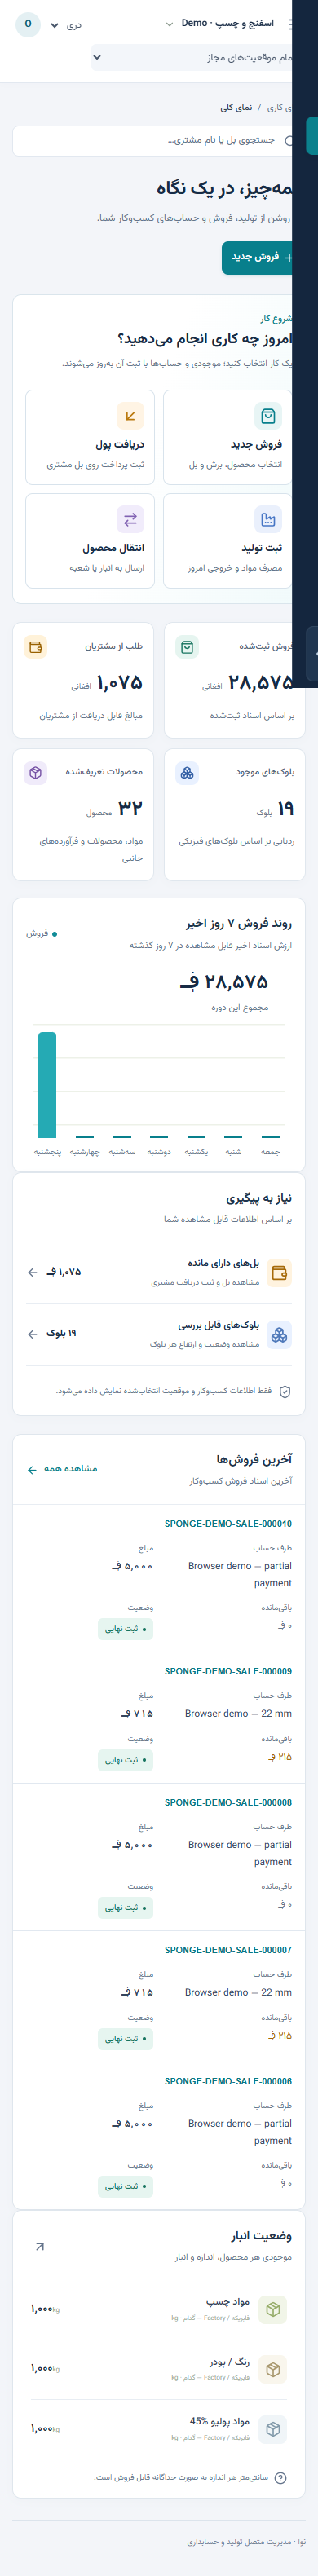 اسفنج و چسپ · Demo
دری
O
مام موقعیت‌های مجاز
ی کاری / نمای کلی
جستجوی بل یا نام مشتری…
مه‌چیز، در یک نگاه
روشن از تولید، فروش و حساب‌های کسب‌وکار شما.
+ فروش جدید
شروع کار
امروز چه کاری انجام می‌دهید؟
یک کار انتخاب کنید؛ موجودی و حساب‌ها با ثبت آن به‌روز می‌شوند.
فروش جدید
انتخاب محصول، برش و بل
دریافت پول
ثبت پرداخت روی بل مشتری
ثبت تولید
مصرف مواد و خروجی امروز
انتقال محصول
ارسال به انبار یا شعبه
فروش ثبت‌شده
۲۸,۵۷۵ افغانی
بر اساس اسناد ثبت‌شده
طلب از مشتریان
۱,۰۷۵ افغانی
مبالغ قابل دریافت از مشتریان
بلوک‌های موجود
۱۹ بلوک
ردیابی بر اساس بلوک‌های فیزیکی
محصولات تعریف‌شده
۳۲ محصول
مواد، محصولات و فرآورده‌های
جانبی
روند فروش ۷ روز اخیر
ارزش اسناد اخیر قابل مشاهده در ۷ روز گذشته
فروش
۲۸,۵۷۵ ؋
مجموع این دوره
جمعه
شنبه
یکشنبه
دوشنبه
سه‌شنبه
چهارشنبه
پنجشنبه
نیاز به پیگیری
بر اساس اطلاعات قابل مشاهده شما
بل‌های دارای مانده
مشاهده بل و ثبت دریافت مشتری
۱,۰۷۵ ؋
بلوک‌های قابل بررسی
مشاهده وضعیت و ارتفاع هر بلوک
۱۹ بلوک
فقط اطلاعات کسب‌وکار و موقعیت انتخاب‌شده نمایش داده می‌شود.
آخرین فروش‌ها
آخرین اسناد فروش کسب‌وکار
مشاهده همه
SPONGE-DEMO-SALE-000010
طرف حساب
Browser demo — partial
payment
مبلغ
۵,۰۰۰ ؋
باقی‌مانده
۰ ؋
وضعیت
ثبت نهایی
SPONGE-DEMO-SALE-000009
طرف حساب
Browser demo — 22 mm
مبلغ
۷۱۵ ؋
باقی‌مانده
۲۱۵ ؋
وضعیت
ثبت نهایی
SPONGE-DEMO-SALE-000008
طرف حساب
Browser demo — partial
payment
مبلغ
۵,۰۰۰ ؋
باقی‌مانده
۰ ؋
وضعیت
ثبت نهایی
SPONGE-DEMO-SALE-000007
طرف حساب
Browser demo — 22 mm
مبلغ
۷۱۵ ؋
باقی‌مانده
۲۱۵ ؋
وضعیت
ثبت نهایی
SPONGE-DEMO-SALE-000006
طرف حساب
Browser demo — partial
payment
مبلغ
۵,۰۰۰ ؋
باقی‌مانده
۰ ؋
وضعیت
ثبت نهایی
وضعیت انبار
موجودی هر محصول، اندازه و انبار
مواد چسپ
فابریکه / Factory — گدام · kg
۱,۰۰۰ kg
رنگ / پودر
فابریکه / Factory — گدام · kg
۱,۰۰۰ kg
مواد پولیو 45%
فابریکه / Factory — گدام · kg
۱,۰۰۰ kg
سانتی‌متر هر اندازه به صورت جداگانه قابل فروش است.
نوا · مدیریت متصل تولید و حسابداری